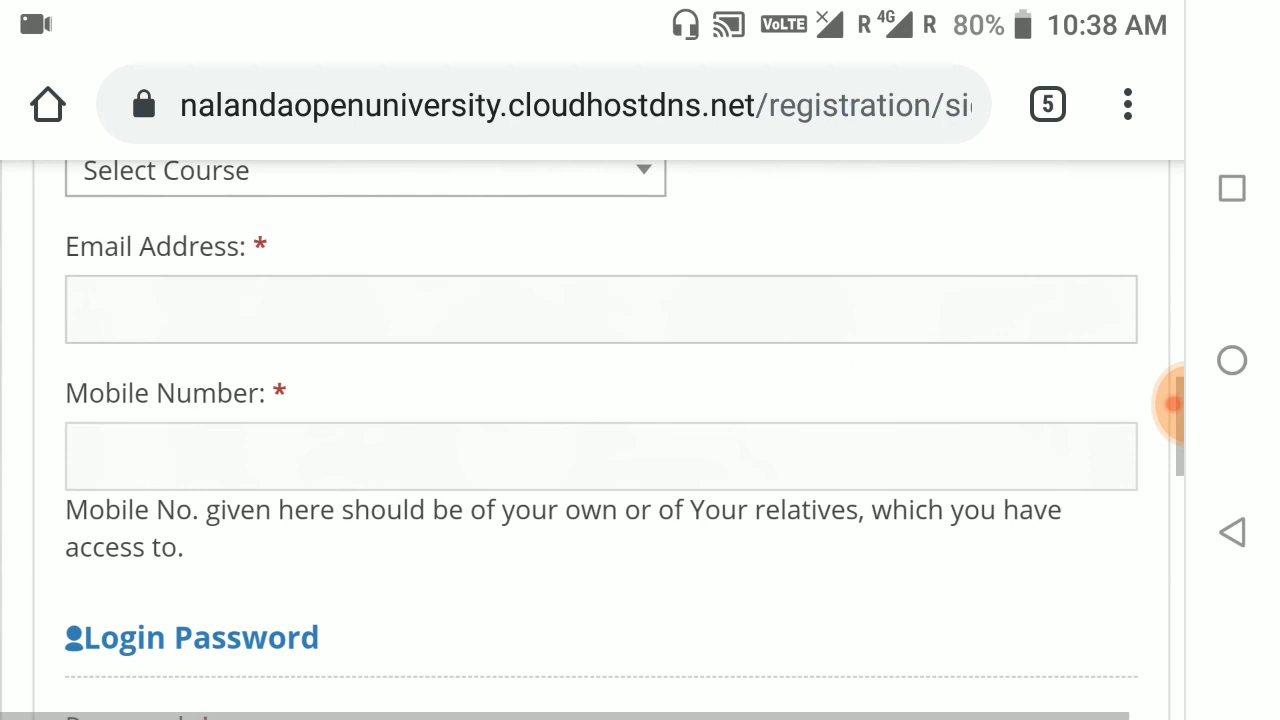 VoLTE R 4G R 80% 10:38 AM
nalandaopenuniversity.cloudhostdns.net/registration/si
5
Select Course
Email Address: *
Mobile Number: *
Mobile No. given here should be of your own or of Your relatives, which you have
access to.
Login Password